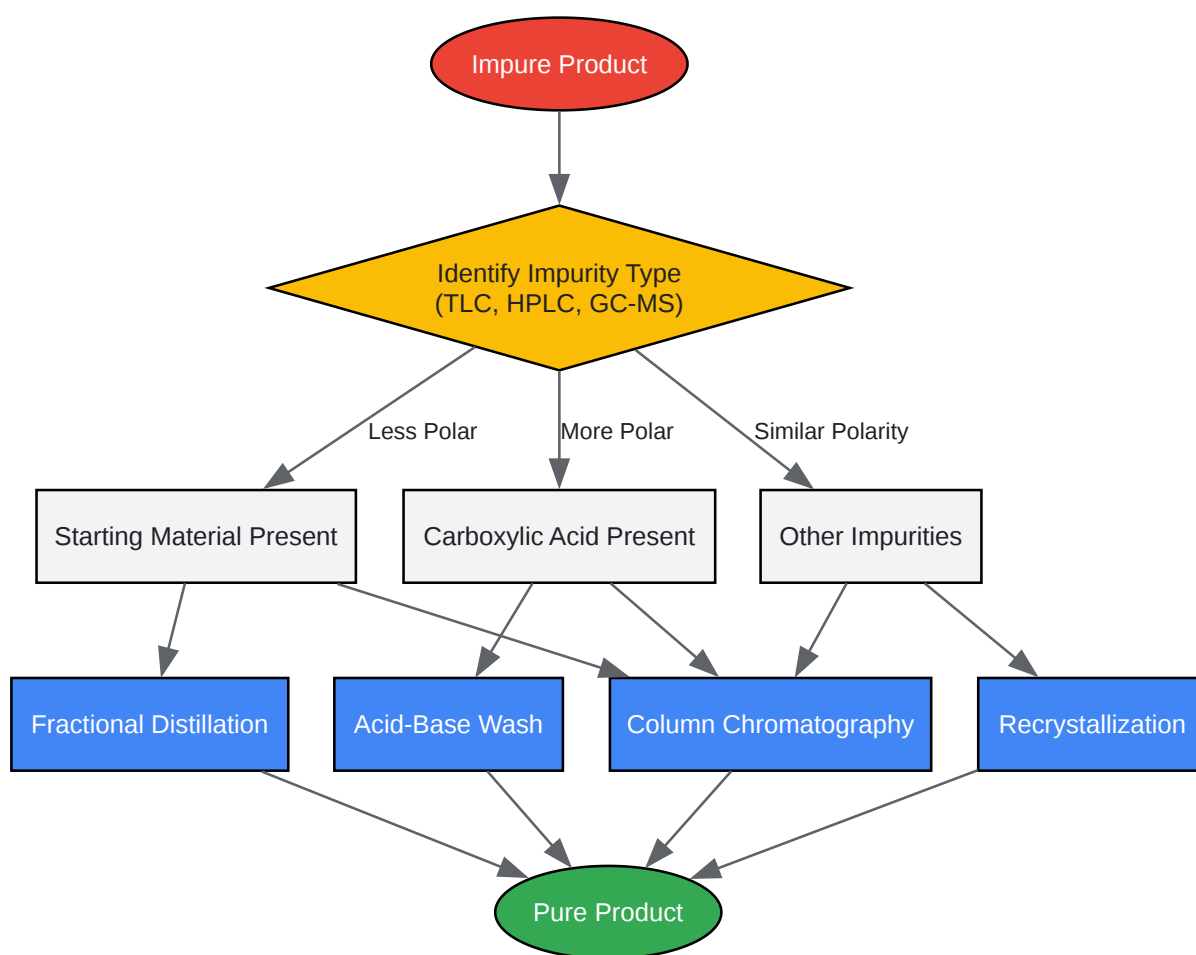 Impure Product
Identify Impurity Type
(TLC, HPLC, GC-MS)
Less Polar
More Polar
Similar Polarity
Starting Material Present
Carboxylic Acid Present
Other Impurities
Fractional Distillation
Acid-Base Wash
Column Chromatography
Recrystallization
Pure Product